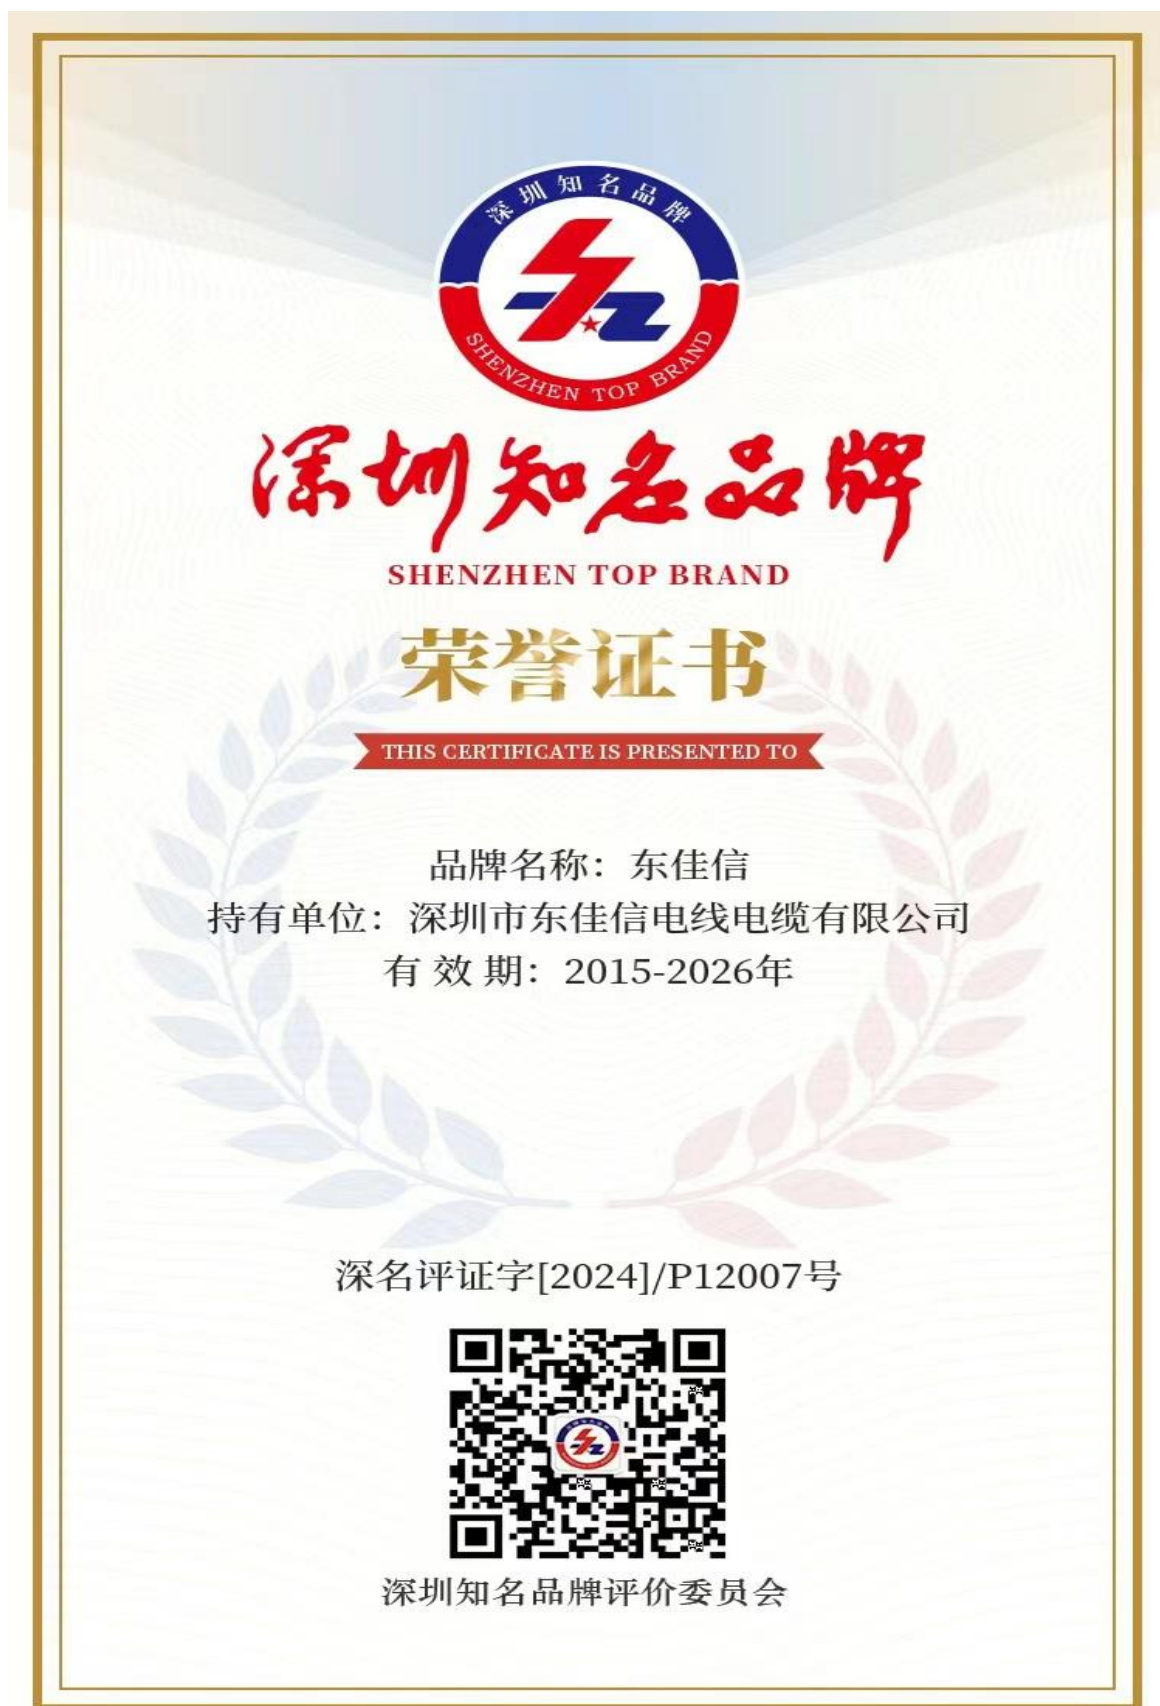 深圳知名品牌
SHENZHEN TOP BRAND
深圳知名品牌
SHENZHEN TOP BRAND
荣誉证书
THIS CERTIFICATE IS PRESENTED TO
品牌名称：东佳信
持有单位：深圳市东佳信电线电缆有限公司
有 效 期：2015-2026年
深名评证字[2024]/P12007号
深圳知名品牌评价委员会